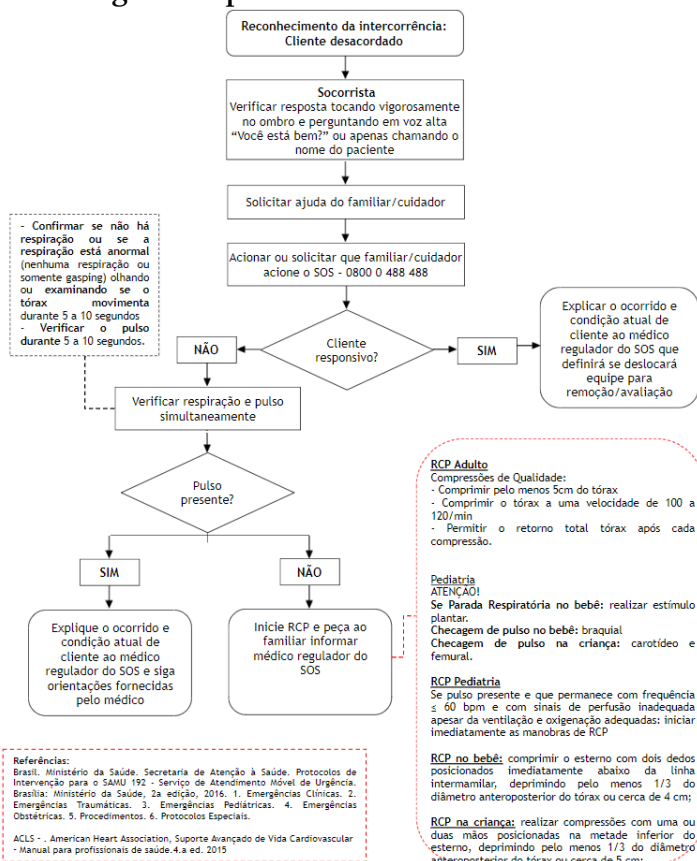 Reconhecimento da intercorrência:
Cliente desacordado
Socorrista
Verificar resposta tocando vigorosamente
no ombro e perguntando em voz alta
“Você está bem?” ou apenas chamando o
nome do paciente
Solicitar ajuda do familiar/cuidador
Acionar ou solicitar que familiar/cuidador
acione o SOS - 0800 0 488 488
- Confirmar se não há
respiração ou se a
respiração está anormal
(nenhuma respiração ou
somente gasping) olhando
ou examinando se o
tórax movimenta
durante 5 a 10 segundos
- Verificar o pulso
durante 5 a 10 segundos.
Cliente
responsivo?
NÃO
SIM
Explicar o ocorrido e
condição atual de
cliente ao médico
regulador do SOS que
definirá se deslocará
equipe para
remoção/avaliação
Verificar respiração e pulso
simultaneamente
Pulso
presente?
SIM
NÃO
Explique o ocorrido e
condição atual de
cliente ao médico
regulador do SOS e siga
orientações fornecidas
pelo médico
Inicie RCP e peça ao
familiar informar
médico regulador do
SOS
RCP Adulto
Compressões de Qualidade:
- Comprimir pelo menos 5cm do tórax
- Comprimir o tórax a uma velocidade de 100 a
120/min
- Permitir o retorno total tórax após cada
compressão.
Pediatria
ATENÇÃO!
Se Parada Respiratória no bebê: realizar estímulo
plantar.
Checagem de pulso no bebê: braquial
Checagem de pulso na criança: carotídeo e
femural.
RCP Pediatria
Se pulso presente e que permanece com frequência
≤ 60 bpm e com sinais de perfusão inadequada
apesar da ventilação e oxigenação adequadas: iniciar
imediatamente as manobras de RCP
RCP no bebê: comprimir o esterno com dois dedos
posicionados imediatamente abaixo da linha
intermamilar, deprimindo pelo menos 1/3 do
diâmetro anteroposterior do tórax ou cerca de 4 cm;
RCP na criança: realizar compressões com uma ou
duas mãos posicionadas na metade inferior do
esterno, deprimindo pelo menos 1/3 do diâmetro
anteroposterior do tórax ou cerca de 5 cm;
Referências:
Brasil. Ministério da Saúde. Secretaria de Atenção à Saúde. Protocolos de
Intervenção para o SAMU 192 - Serviço de Atendimento Móvel de Urgência.
Brasília: Ministério da Saúde, 2a edição, 2016. 1. Emergências Clínicas. 2.
Emergências Traumáticas. 3. Emergências Pediátricas. 4. Emergências
Obstétricas. 5. Procedimentos. 6. Protocolos Especiais.
ACLS - . American Heart Association, Suporte Avançado de Vida Cardiovascular
- Manual para profissionais de saúde.4.a ed. 2015